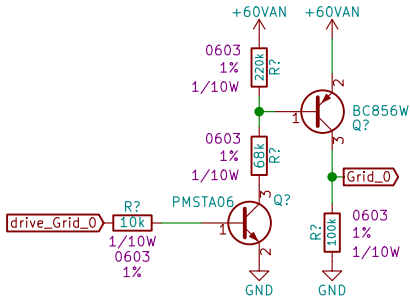 +60VAN +60VAN
0603
1%
1/10W
220k
R?
2
BC856W
Q?
1
3
0603
1%
1/10W
68k
R?
Grid_0
PMSTA06
Q?
3
1
2
drive_Grid_0
R?
10k
1/10W
0603
1%
R?
100k
0603
1%
1/10W
GND GND